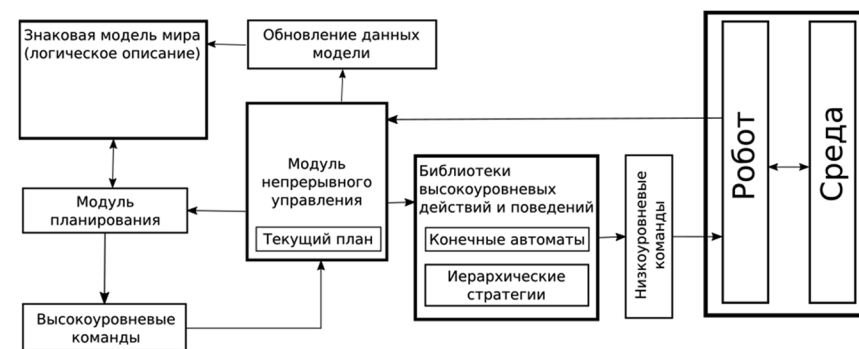 Знаковая модель мира
(логическое описание)
Обновление данных
модели
Модуль
непрерывного
управления
Текущий план
Модуль
планирования
Высокоуровневые
команды
Библиотеки
высокоуровневых
действий и поведений
Конечные автоматы
Иерархические
стратегии
Низкоуровневые
команды
Робот
Среда